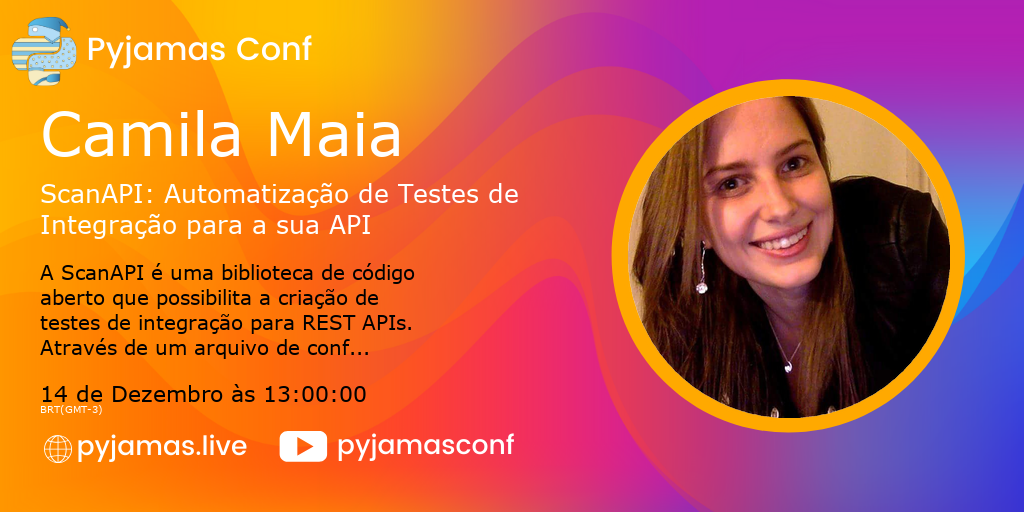 Pyjamas Conf
Camila Maia
ScanAPI: Automatização de Testes de
Integração para a sua API
A ScanAPI é uma biblioteca de código
aberto que possibilita a criação de
testes de integração para REST APIs.
Através de um arquivo de conf...
14 de Dezembro às 13:00:00
BRT(GMT-3)
pyjamas.live
pyjamasconf